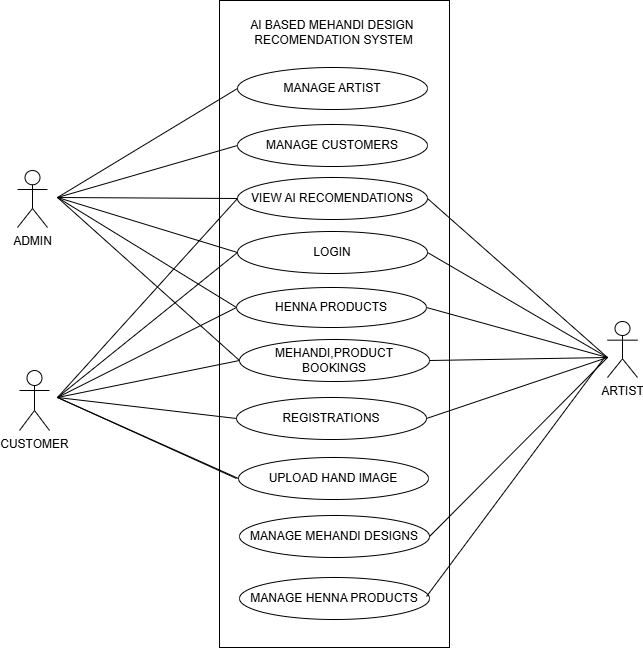 AI BASED MEHANDI DESIGN
RECOMENDATION SYSTEM
MANAGE ARTIST
MANAGE CUSTOMERS
VIEW AI RECOMENDATIONS
ADMIN
LOGIN
HENNA PRODUCTS
MEHANDI,PRODUCT
BOOKINGS
ARTIST
REGISTRATIONS
CUSTOMER
UPLOAD HAND IMAGE
MANAGE MEHANDI DESIGNS
MANAGE HENNA PRODUCTS